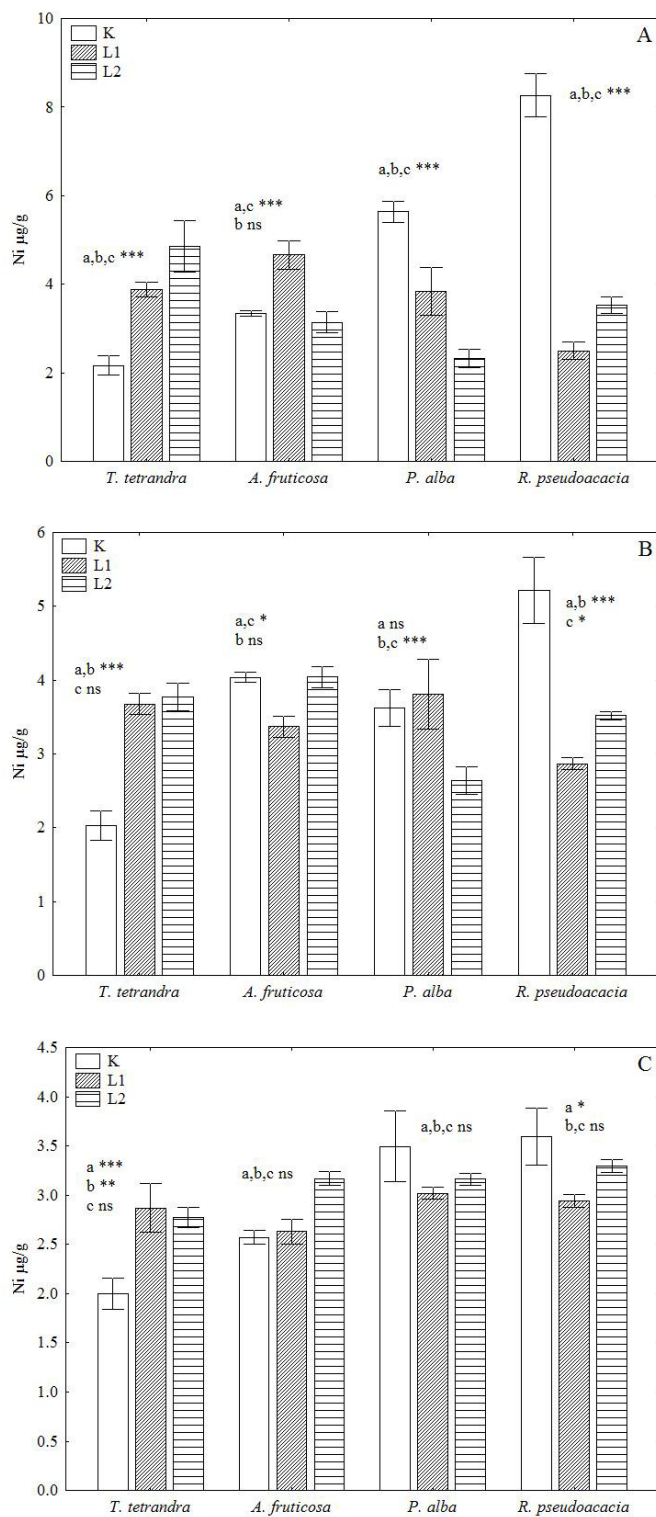 A
K
L1
L2
Ni µg/g
10
8
6
4
2
0
a,b,c ***
a,c ***
b ns
a,b,c ***
a,b,c ***
T. tetrandra
A. fruticosa
P. alba
R. pseudoacacia
B
K
L1
L2
Ni µg/g
6
5
4
3
2
1
0
a,b ***
c ns
a,c *
b ns
a ns
b,c ***
a,b ***
c *
T. tetrandra
A. fruticosa
P. alba
R. pseudoacacia
C
K
L1
L2
Ni µg/g
4.5
4.0
3.5
3.0
2.5
2.0
1.5
1.0
0.5
0.0
a ***
b **
c ns
a,b,c ns
a,b,c ns
a *
b,c ns
T. tetrandra
A. fruticosa
P. alba
R. pseudoacacia